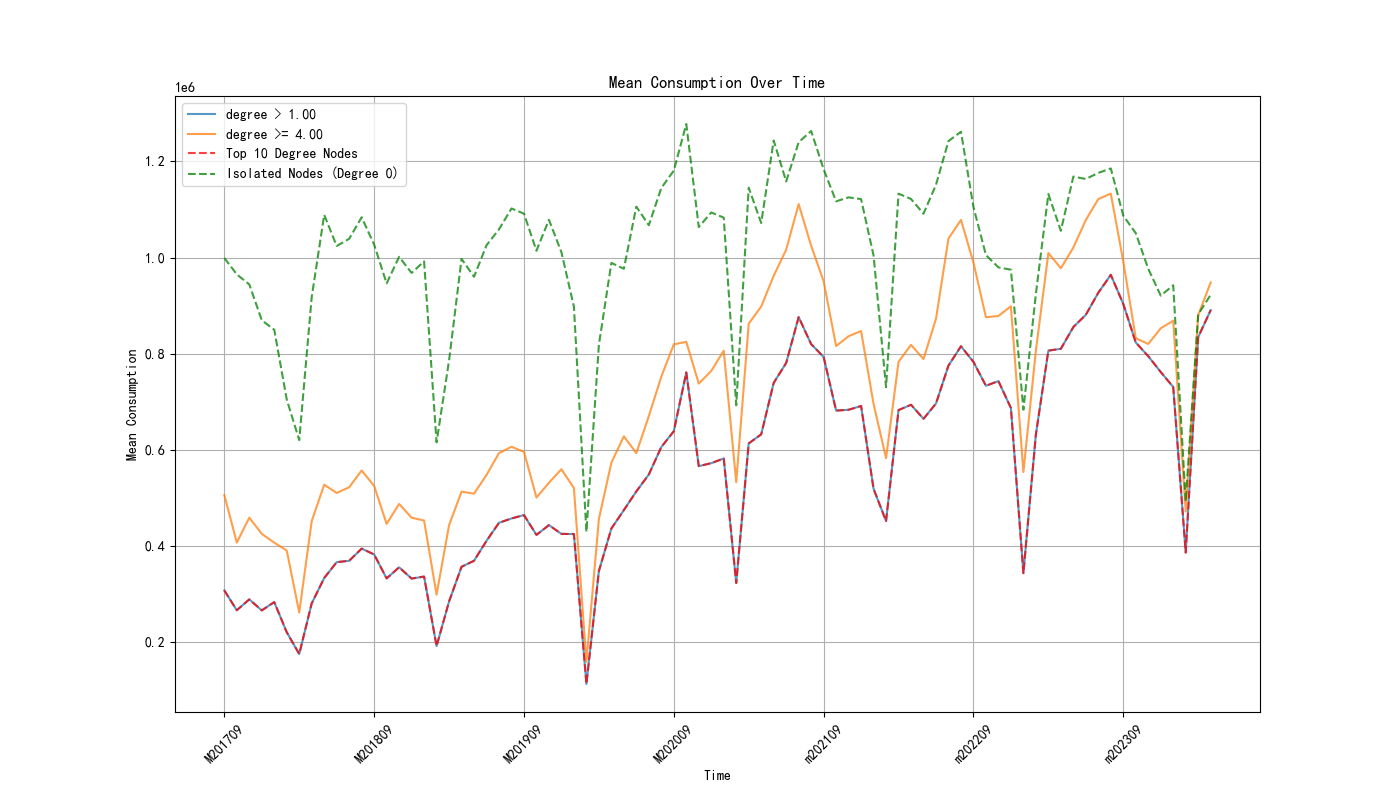 Mean Consumption Over Time
1e6
degree > 1.00
degree >= 4.00
Top 10 Degree Nodes
Isolated Nodes (Degree 0)
1.2
1.0
0.8
0.6
0.4
0.2
Mean Consumption
M201709
M201809
M201909
M202009
m202109
m202209
m202309
Time